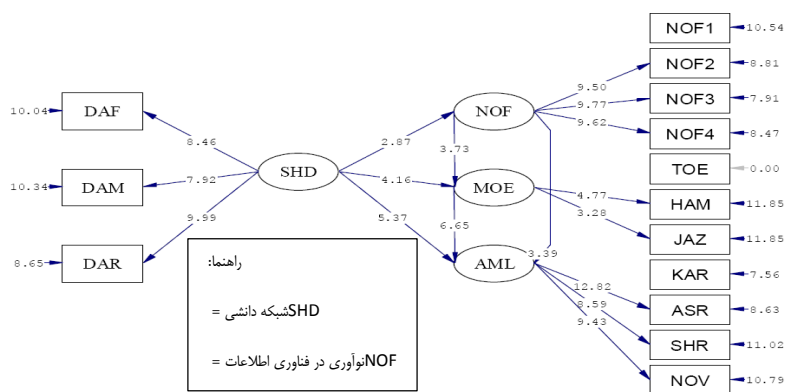 NOF1
10.54
NOF2
8.81
9.50
NOF3
7.91
9.77
NOF4
8.47
9.62
DAF
10.04
8.46
NOF
2.87
3.73
TOE
0.00
DAM
10.34
7.92
SHD
4.16
MOE
4.77
HAM
11.85
3.28
JAZ
11.85
5.37
6.65
DAR
8.65
9.99
AML
3.39
KAR
7.56
12.82
ASR
8.63
8.59
SHR
11.02
9.43
NOV
10.79
راهنما:
SHDشبکه دانشی =
NOFنوآوری در فناوری اطلاعات =